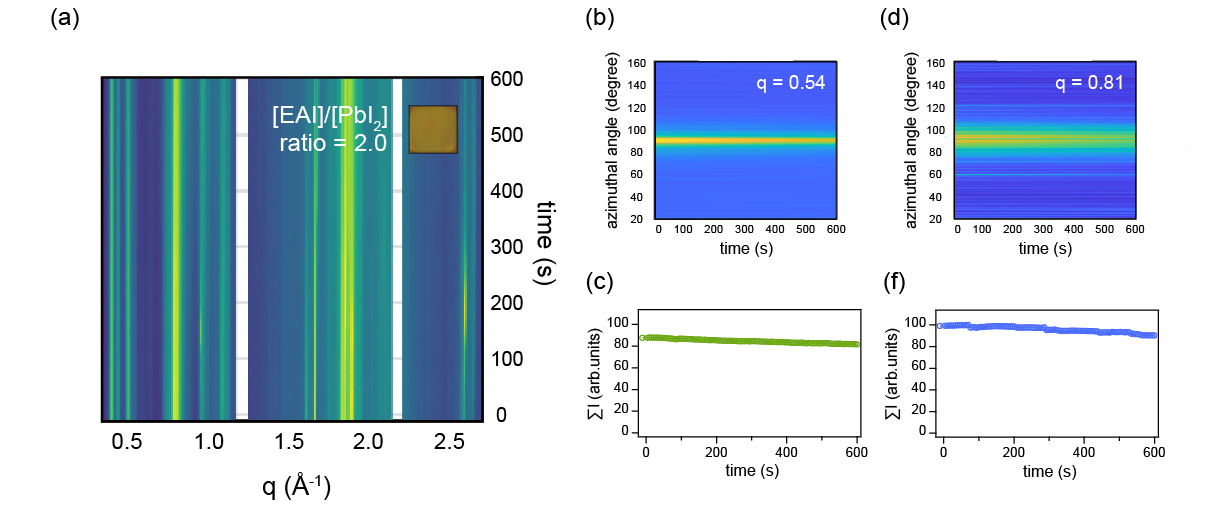 (a)
[EAI]/[PbI2]
ratio = 2.0
600
500
400
300
200
100
0
time (s)
0.5 1.0 1.5 2.0 2.5
q (Å-1)
(b)
azimuthal angle (degree)
160
140
120
100
80
60
40
20
q = 0.54
0 100 200 300 400 500 600
time (s)
(d)
azimuthal angle (degree)
160
140
120
100
80
60
40
20
q = 0.81
0 100 200 300 400 500 600
time (s)
(c)
∑I (arb.units)
100
80
60
40
20
0
0 200 400 600
time (s)
(f)
∑I (arb.units)
100
80
60
40
20
0
0 200 400 600
time (s)